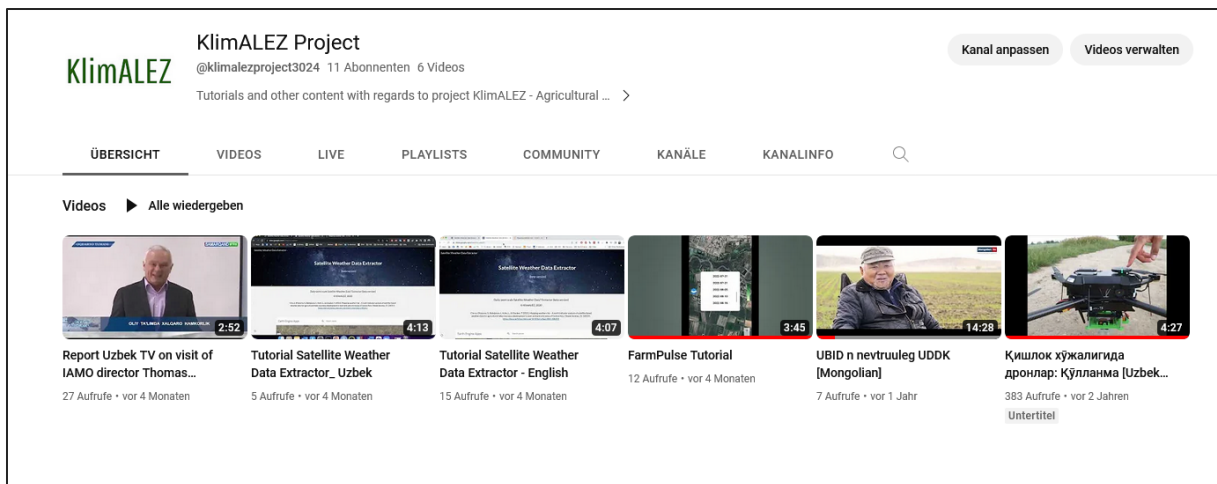 KlimALEZ
KlimALEZ Project
@klimalezproject3024 11 Abonnenten 6 Videos
Tutorials and other content with regards to project KlimALEZ - Agricultural ...
Kanal anpassen
Videos verwalten
ÜBERSICHT VIDEOS LIVE PLAYLISTS COMMUNITY KANÄLE KANALINFO
Videos Alle wiedergeben
OLIY TA'LIMDA XALQARO HAMKORLIK
2:52
Satellite Weather Data Extractor
4:13
Satellite Weather Data Extractor
4:07
3:45
14:28
4:27
Report Uzbek TV on visit of
IAMO director Thomas...
27 Aufrufe • vor 4 Monaten
Tutorial Satellite Weather
Data Extractor_ Uzbek
5 Aufrufe • vor 4 Monaten
Tutorial Satellite Weather
Data Extractor - English
15 Aufrufe • vor 4 Monaten
FarmPulse Tutorial
12 Aufrufe • vor 4 Monaten
UBID n nevtruuleg UDDK
[Mongolian]
7 Aufrufe • vor 1 Jahr
Қишлок хўжалигида
дронлар: Қўлланма [Uzbek...
383 Aufrufe • vor 2 Jahren
Untertitel